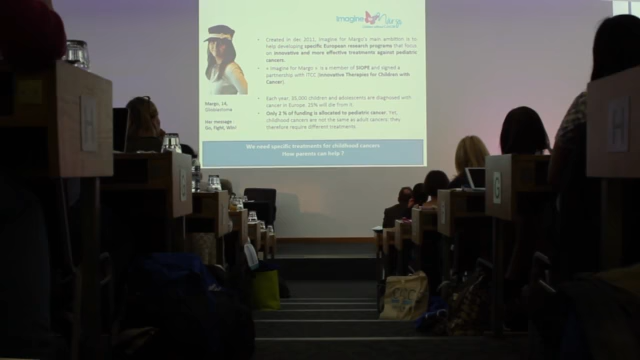 Imagine
Margo
Created in dec 2011, Imagine for Margo's main ambition is to
help developing specific European research programs that focus
on innovative and more effective treatments against pediatric
cancers.
« Imagine for Margo » is a member of SIOPE and signed a
partnership with ITCC (Innovative Therapies for Children with
Cancer).
Each year, 35,000 children and adolescents are diagnosed with
cancer in Europe. 25% will die from it.
Only 2 % of funding is allocated to pediatric cancer. Yet,
childhood cancers are not the same as adult cancers, they
therefore require different treatments
Margo, 14,
Her message
Go, Fight, Win!
We need specific treatments for childhood cancers
How parents can help ?
G
G